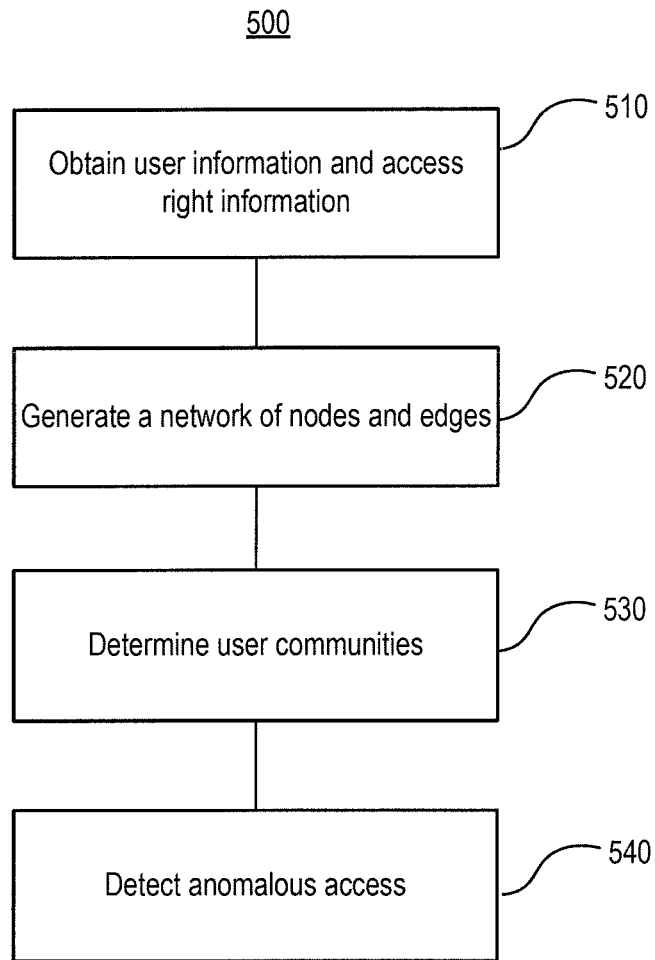 500
510
Obtain user information and access
right information
520
Generate a network of nodes and edges
530
Determine user communities
540
Detect anomalous access